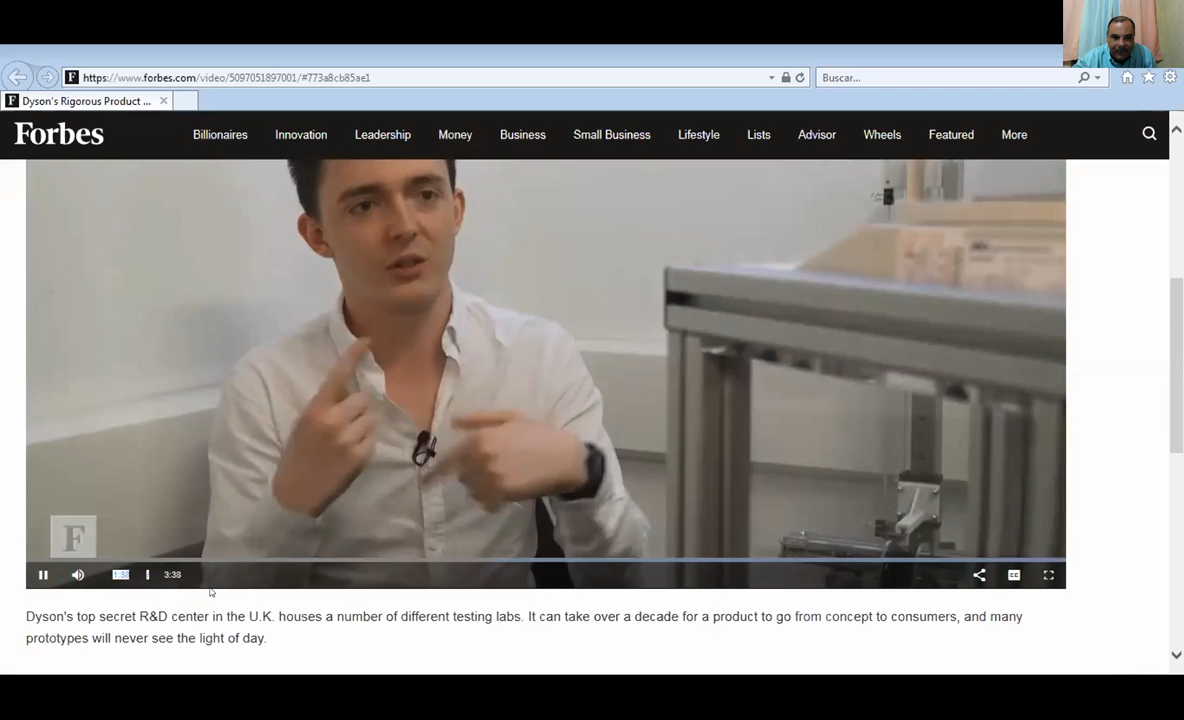 https://www.forbes.com/video/5097051897001/#773a8cb85ae1
Buscar...
Dyson's Rigorous Product ...
Forbes
Billionaires
Innovation
Leadership
Money
Business
Small Business
Lifestyle
Lists
Advisor
Wheels
Featured
More
F
1:38
3:38
CC
Dyson's top secret R&D center in the U.K. houses a number of different testing labs. It can take over a decade for a product to go from concept to consumers, and many
prototypes will never see the light of day.